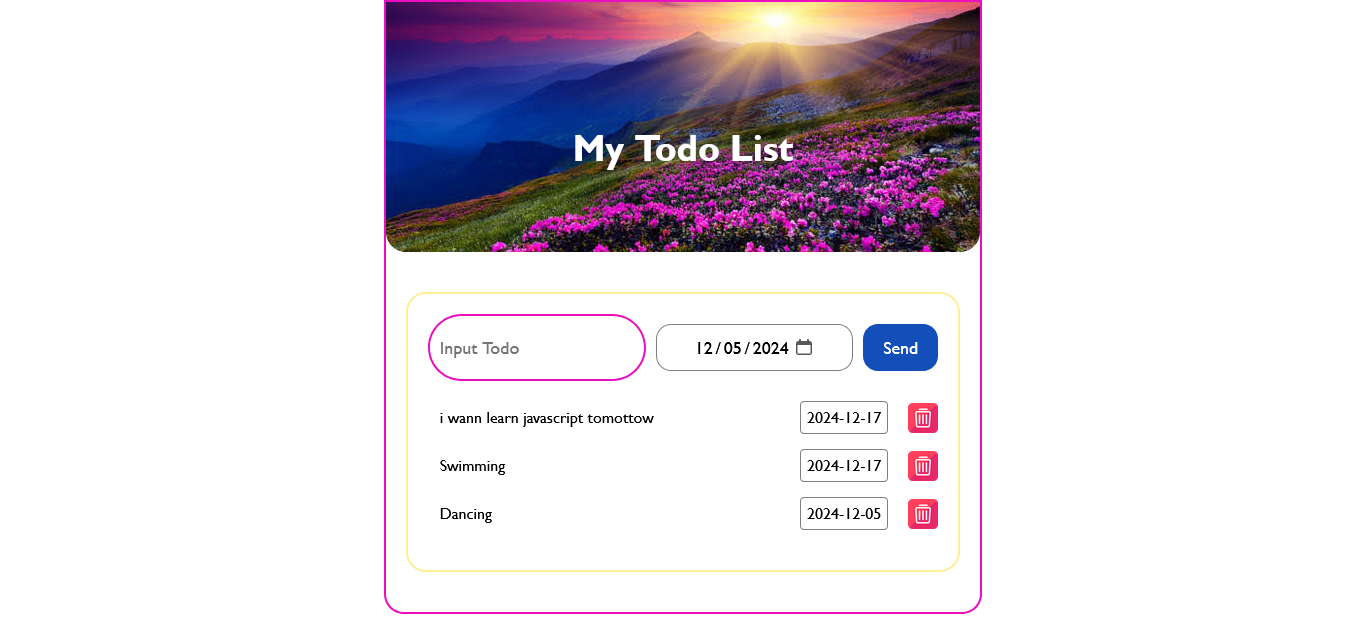 My Todo List
Input Todo
12/05/2024
Send
i wann learn javascript tomottow
2024-12-17
Swimming
2024-12-17
Dancing
2024-12-05